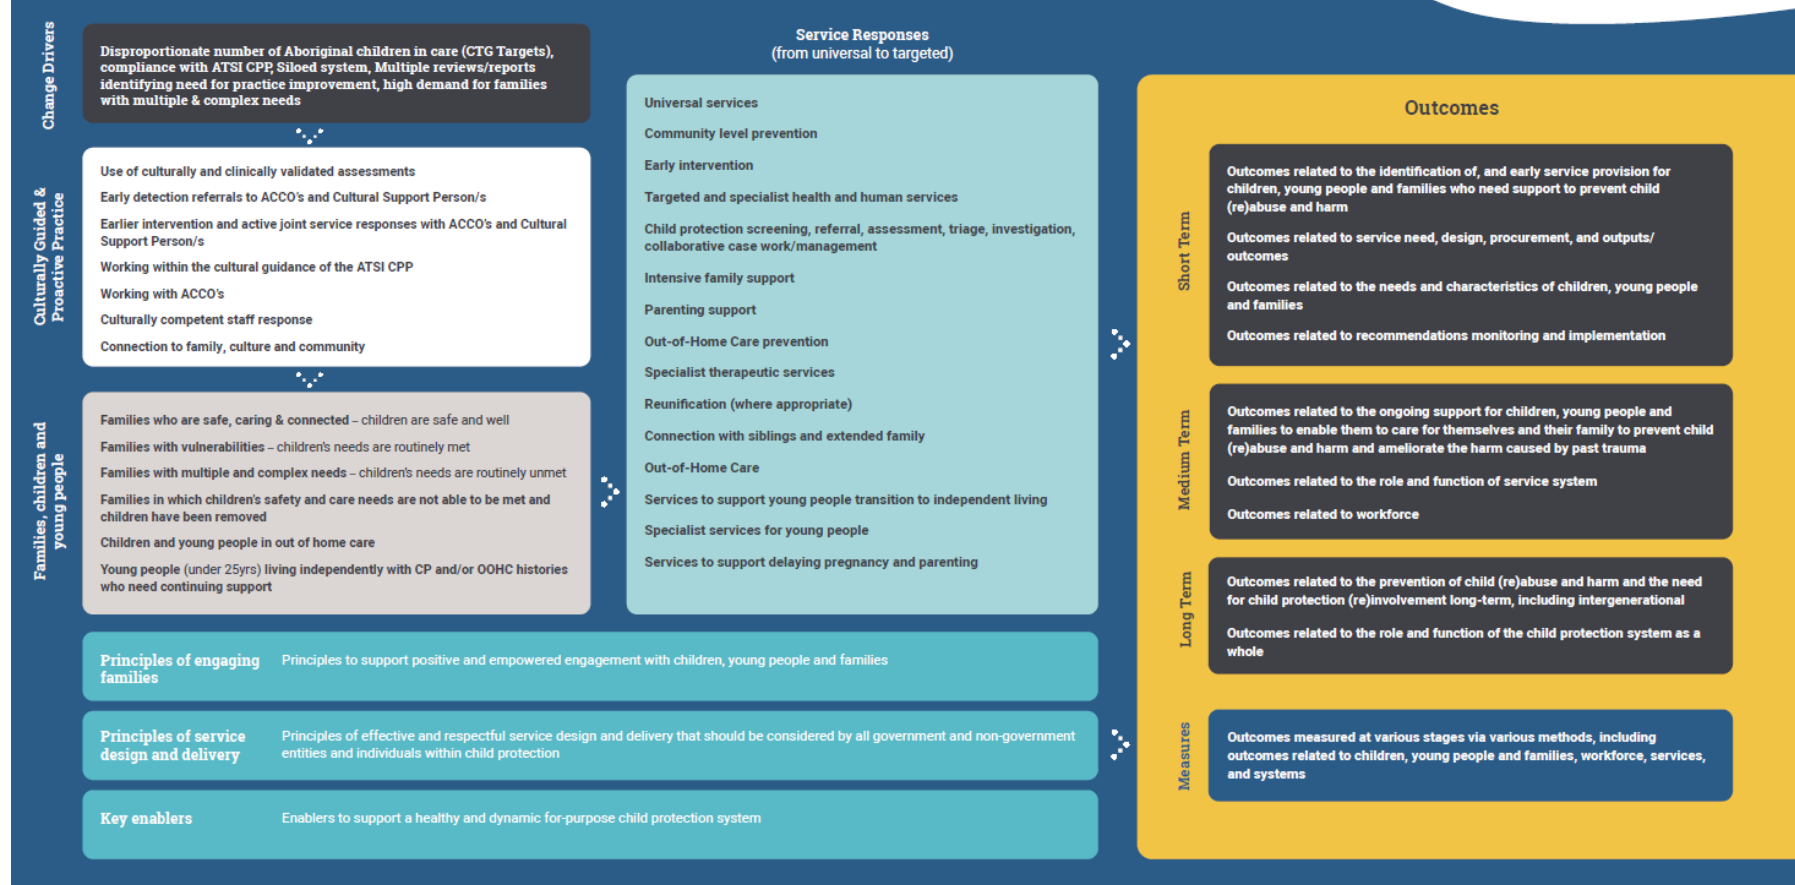 Change Drivers
Disproportionate number of Aboriginal children in care (CTG Targets),
compliance with ATSI CPP, Siloed system, Multiple reviews/reports
identifying need for practice improvement, high demand for families
with multiple & complex needs
Culturally Guided &
Proactive Practice
Use of culturally and clinically validated assessments
Early detection referrals to ACCO's and Cultural Support Person/s
Earlier intervention and active joint service responses with ACCO's and Cultural
Support Person/s
Working within the cultural guidance of the ATSI CPP
Working with ACCO's
Culturally competent staff response
Connection to family, culture and community
Families, children and
young people
Families who are safe, caring & connected – children are safe and well
Families with vulnerabilities – children's needs are routinely met
Families with multiple and complex needs – children's needs are routinely unmet
Families in which children's safety and care needs are not able to be met and
children have been removed
Children and young people in out of home care
Young people (under 25yrs) living independently with CP and/or OOHC histories
who need continuing support
Service Responses
(from universal to targeted)
Universal services
Community level prevention
Early intervention
Targeted and specialist health and human services
Child protection screening, referral, assessment, triage, investigation,
collaborative case work/management
Intensive family support
Parenting support
Out-of-Home Care prevention
Specialist therapeutic services
Reunification (where appropriate)
Connection with siblings and extended family
Out-of-Home Care
Services to support young people transition to independent living
Specialist services for young people
Services to support delaying pregnancy and parenting
Principles of engaging
families
Principles to support positive and empowered engagement with children, young people and families
Principles of service
design and delivery
Principles of effective and respectful service design and delivery that should be considered by all government and non-government
entities and individuals within child protection
Key enablers
Enablers to support a healthy and dynamic for-purpose child protection system
Outcomes
Short Term
Outcomes related to the identification of, and early service provision for
children, young people and families who need support to prevent child
(re)abuse and harm
Outcomes related to service need, design, procurement, and outputs/
outcomes
Outcomes related to the needs and characteristics of children, young people
and families
Outcomes related to recommendations monitoring and implementation
Medium Term
Outcomes related to the ongoing support for children, young people and
families to enable them to care for themselves and their family to prevent child
(re)abuse and harm and ameliorate the harm caused by past trauma
Outcomes related to the role and function of service system
Outcomes related to workforce
Long Term
Outcomes related to the prevention of child (re)abuse and harm and the need
for child protection (re)involvement long-term, including intergenerational
Outcomes related to the role and function of the child protection system as a
whole
Measures
Outcomes measured at various stages via various methods, including
outcomes related to children, young people and families, workforce, services,
and systems